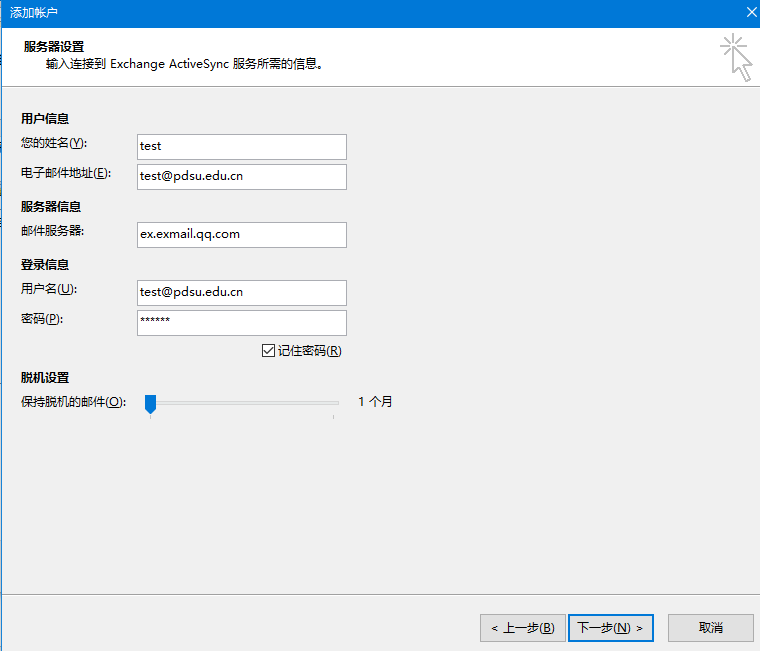 添加帐户
服务器设置
输入连接到 Exchange ActiveSync 服务所需的信息。
用户信息
您的姓名(Y): test
电子邮件地址(E): test@pdsu.edu.cn
服务器信息
邮件服务器: ex.exmail.qq.com
登录信息
用户名(U): test@pdsu.edu.cn
密码(P): ******
记住密码(R)
脱机设置
保持脱机的邮件(O): 1 个月
< 上一步(B) 下一步(N) > 取消